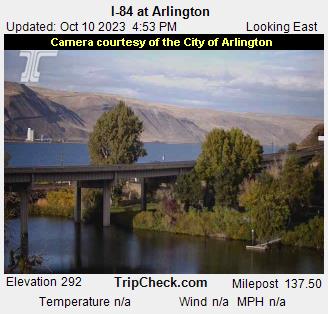 I-84 at Arlington
Updated: Oct 10 2023 4:53 PM Looking East
Camera courtesy of the City of Arlington
Elevation 292 TripCheck.com Milepost 137.50
Temperature n/a Wind n/a MPH n/a